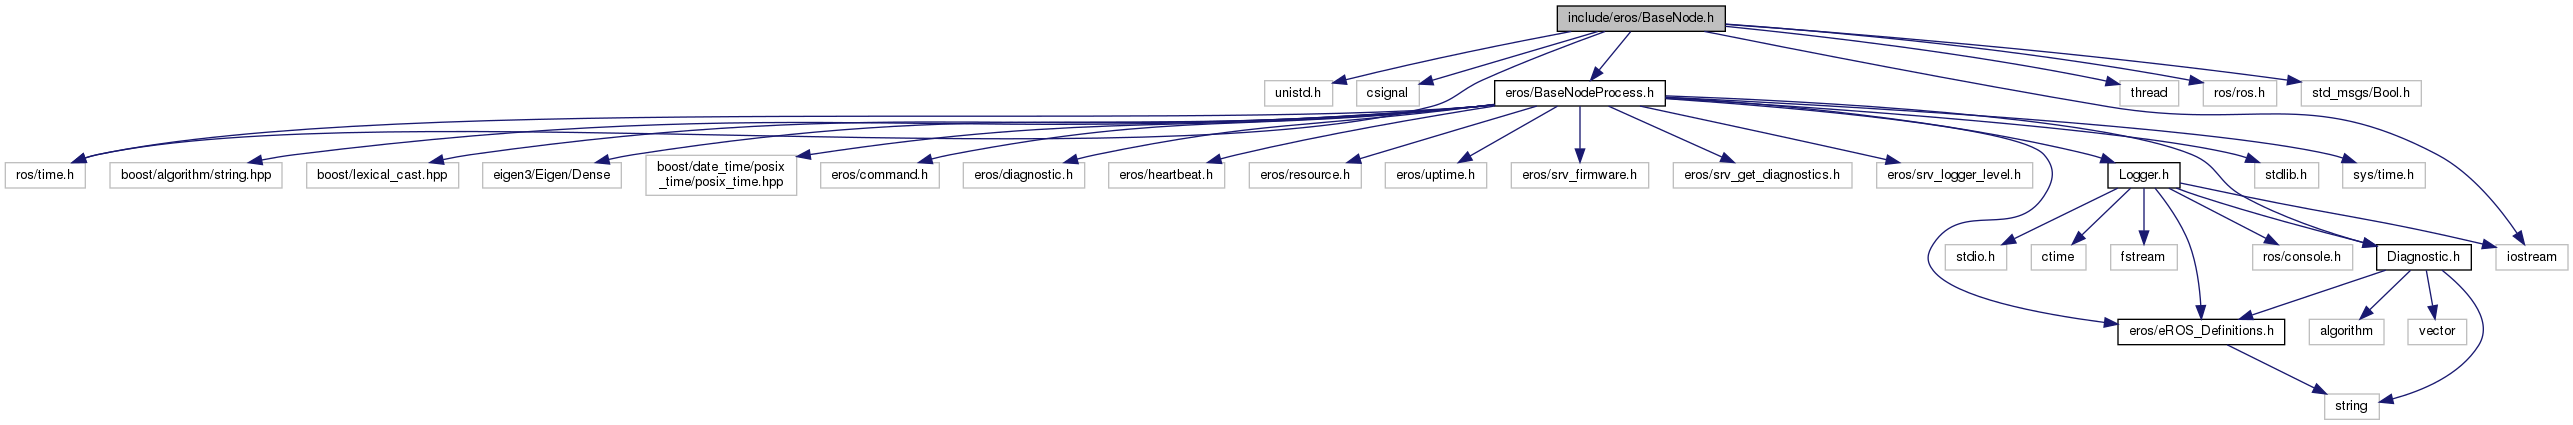 include/eros/BaseNode.h
unistd.h
csignal
eros/BaseNodeProcess.h
thread
ros/ros.h
std_msgs/Bool.h
ros/time.h
boost/algorithm/string.hpp
boost/lexical_cast.hpp
eigen3/Eigen/Dense
boost/date_time/posix
_time/posix_time.hpp
eros/command.h
eros/diagnostic.h
eros/heartbeat.h
eros/resource.h
eros/uptime.h
eros/srv_firmware.h
eros/srv_get_diagnostics.h
eros/srv_logger_level.h
Logger.h
stdlib.h
sys/time.h
stdio.h
ctime
fstream
ros/console.h
Diagnostic.h
iostream
eros/eROS_Definitions.h
algorithm
vector
string